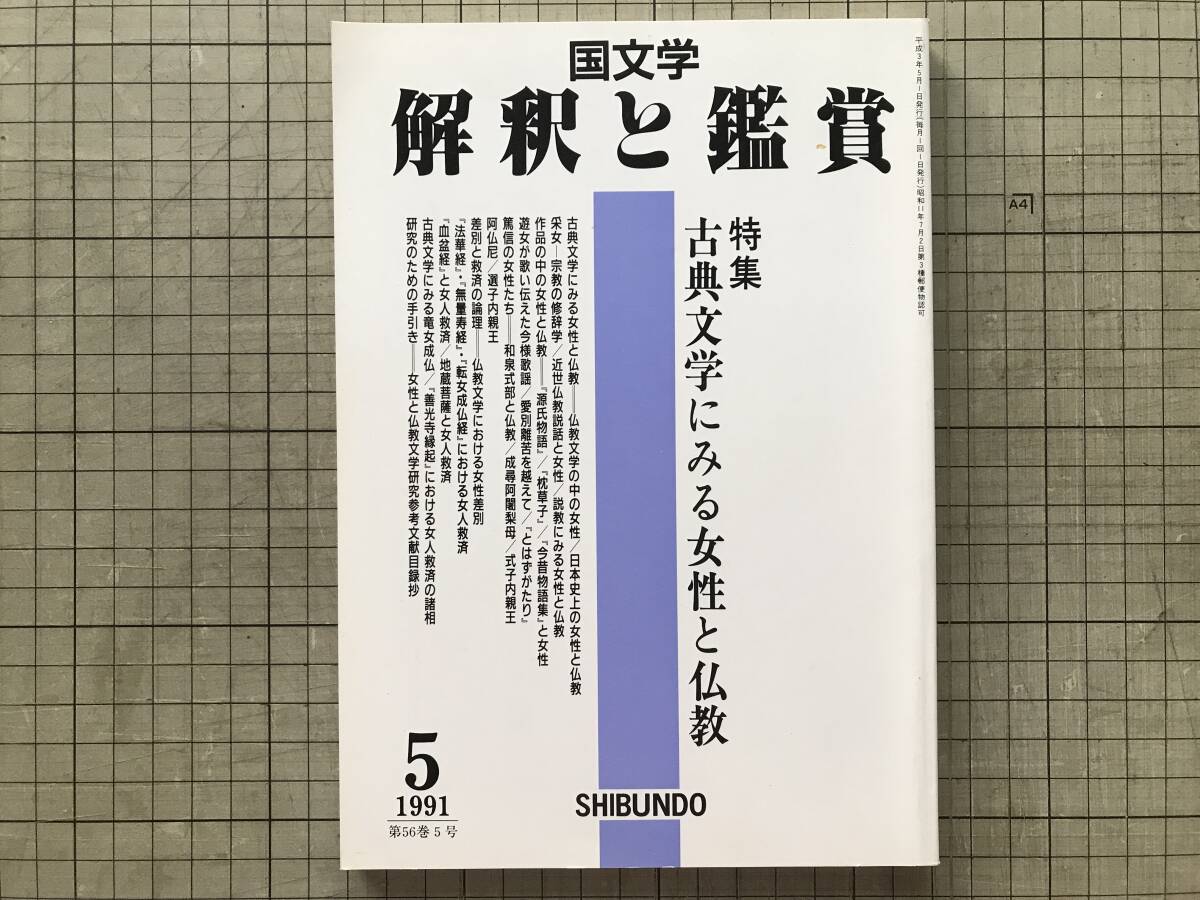 国文学
解釈と鑑賞
平成3年5月1日発行(毎月1回1日発行)昭和11年7月2日第3種郵便物認可
特集
古典文学にみる女性と仏教
古典文学にみる女性と仏教══仏教文学の中の女性/日本史上の女性と仏教
采女―宗教の修辞学/近世仏教説話と女性/説教にみる女性と仏教
作品の中の女性と仏教══『源氏物語』/『枕草子』/『今昔物語集』と女性
遊女が歌い伝えた今様歌謡/愛別離苦を越えて/『とはずがたり』
篤信の女性たち══和泉式部と仏教/成尋阿闍梨母/式子内親王
阿仏尼/選子内親王
差別と救済の論理══仏教文学における女性差別
『法華経』・『無量寿経』・『転女成仏経』における女人救済
『血盆経』と女人救済/地蔵菩薩と女人救済
古典文学にみる竜女成仏/『善光寺縁起』における女人救済の諸相
研究のための手引き══女性と仏教文学研究参考文献目録抄
5
1991
第56巻5号
SHIBUNDO
A4